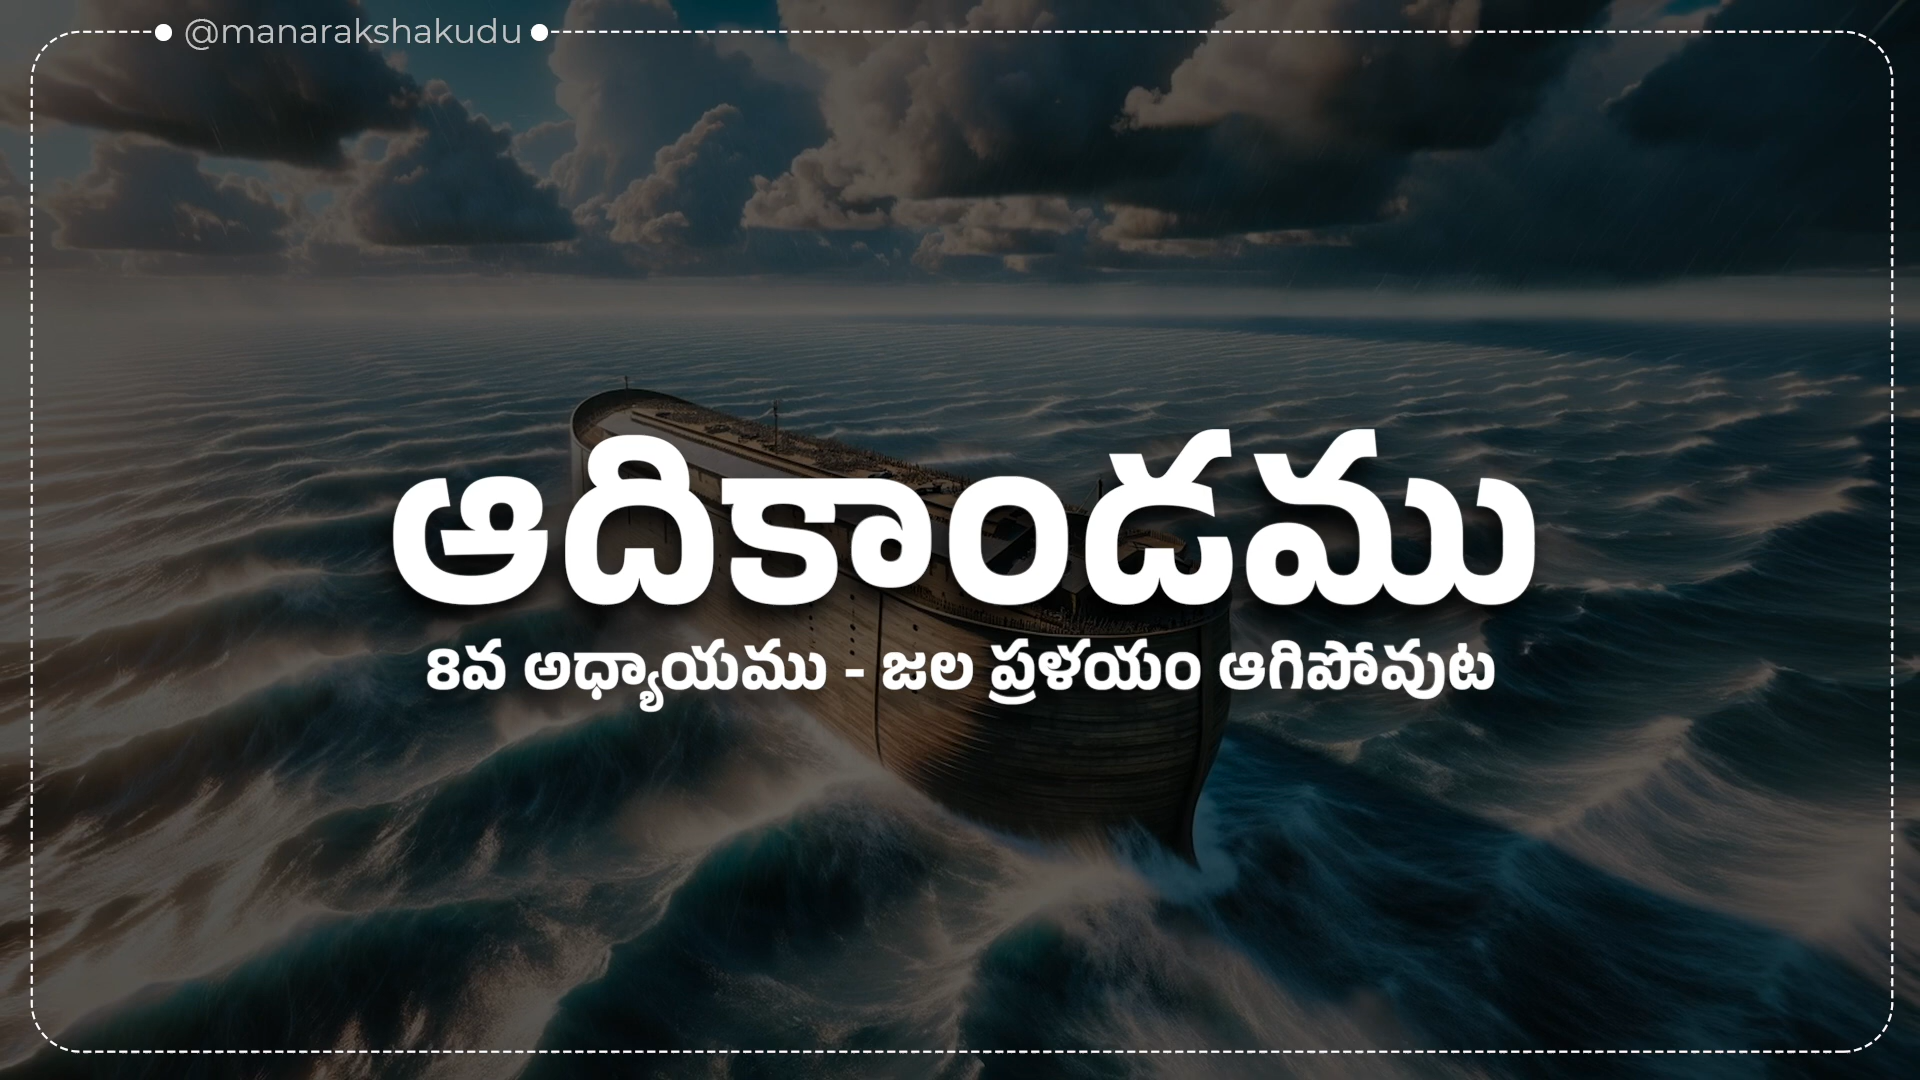 @manarakshakudu
ఆదికాండము
8వ అధ్యాయము - జల ప్రళయం ఆగిపోవుట